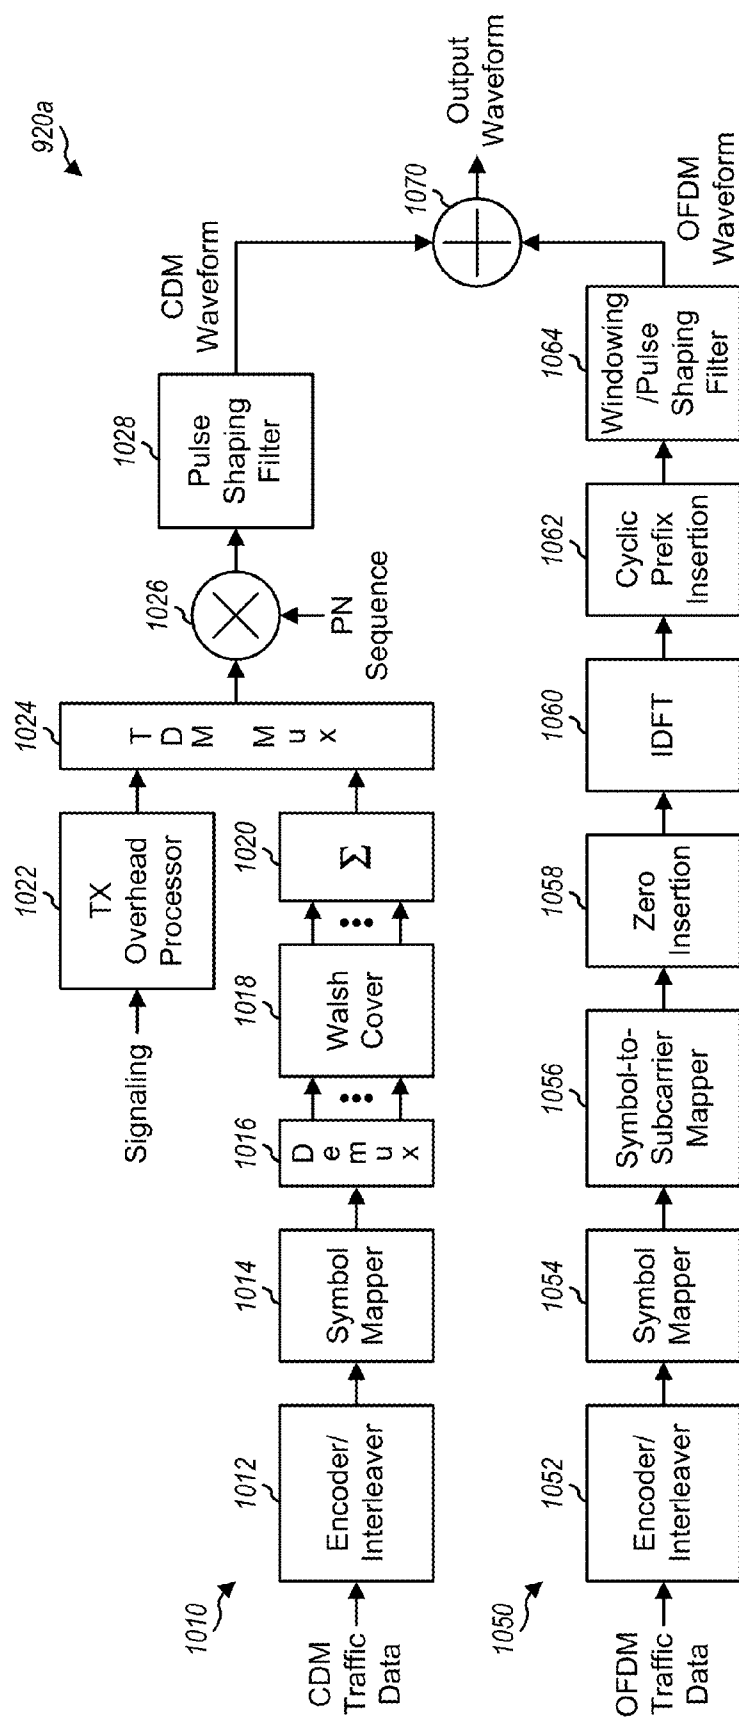 920a
1010
CDM
Traffic
Data
1012
Encoder/
Interleaver
1014
Symbol
Mapper
1016
D
e
m
u
x
1018
Walsh
Cover
1020
Σ
Signaling
1022
TX
Overhead
Processor
1024
T
D
M
M
u
x
1026
PN
Sequence
1028
Pulse
Shaping
Filter
CDM
Waveform
1070
Output
Waveform
1050
OFDM
Traffic
Data
1052
Encoder/
Interleaver
1054
Symbol
Mapper
1056
Symbol-to-
Subcarrier
Mapper
1058
Zero
Insertion
1060
IDFT
1062
Cyclic
Prefix
Insertion
1064
Windowing
/Pulse
Shaping
Filter
OFDM
Waveform